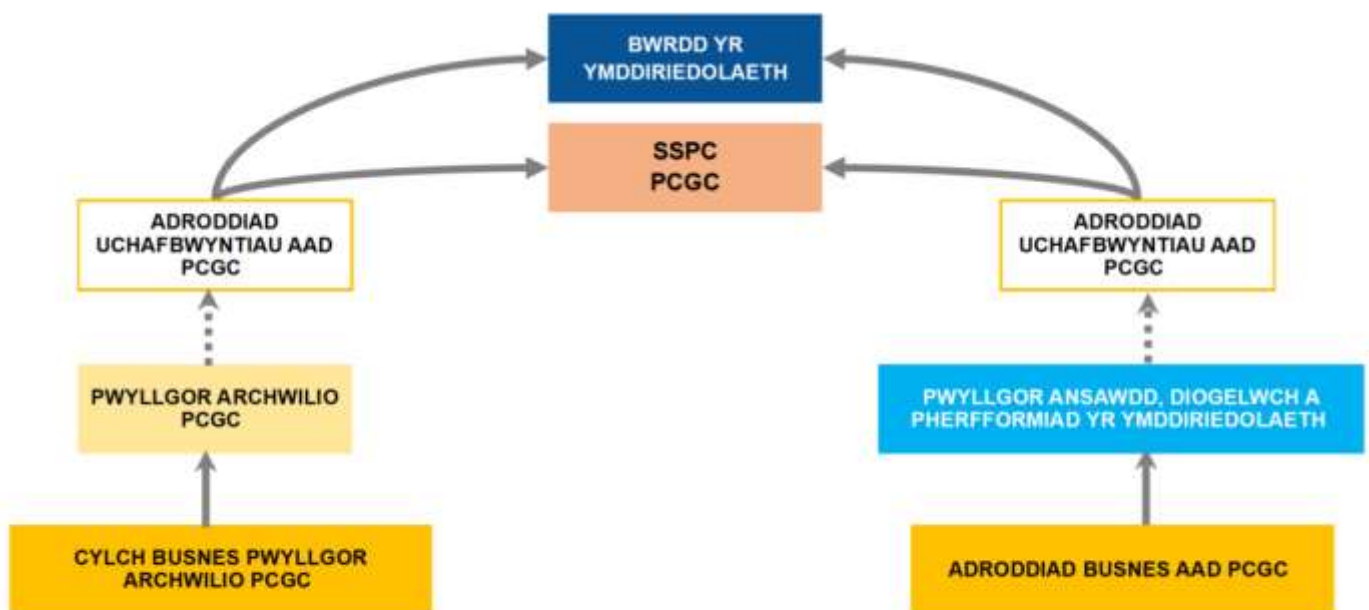 BWRDD YR
YMDDIRIEDOLAETH
SSPC
PCGC
ADRODDIAD
UCHAFBWYNTIAU AAD
PCGC
ADRODDIAD
UCHAFBWYNTIAU AAD
PCGC
PWYLLGOR ARCHWILIO
PCGC
PWYLLGOR ANSAWDD, DIOGELWCH A
PHERFFORMIAD YR YMDDIRIEDOLAETH
CYLCH BUSNES PWYLLGOR
ARCHWILIO PCGC
ADRODDIAD BUSNES AAD PCGC